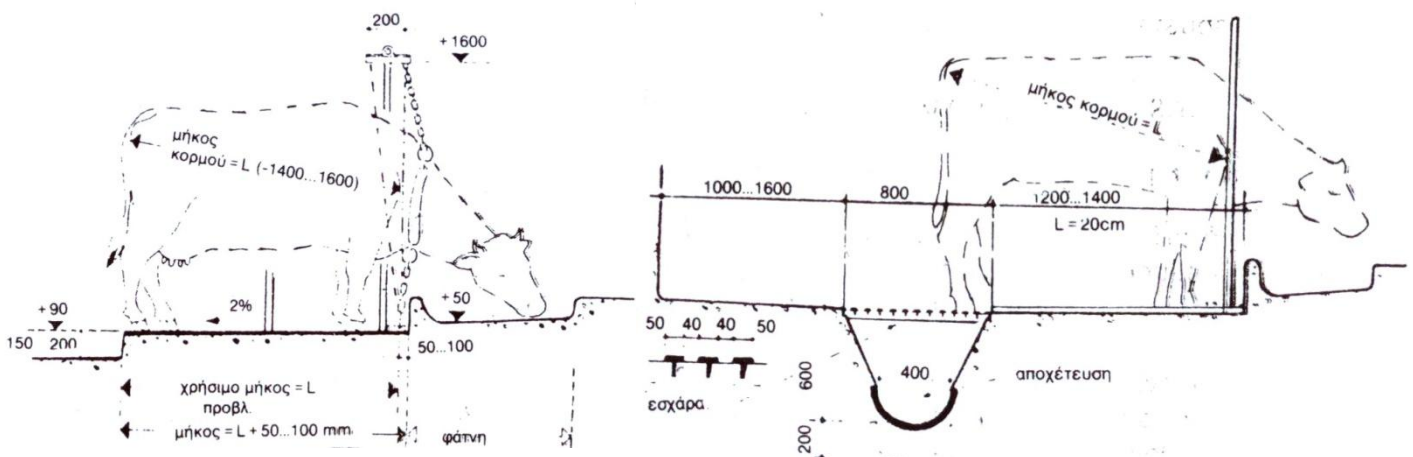 200
+ 1600
μήκος
κορμού = L (-1400...1600)
+90
2%
+50
150
200
50...100
χρήσιμο μήκος = L
προβλ.
μήκος = L + 50...100 mm
φάτνη
μήκος κορμού = L
1000...1600
800
1200...1400
L = 20cm
50 40 40 50
εσχάρα
600
400
αποχέτευση
200